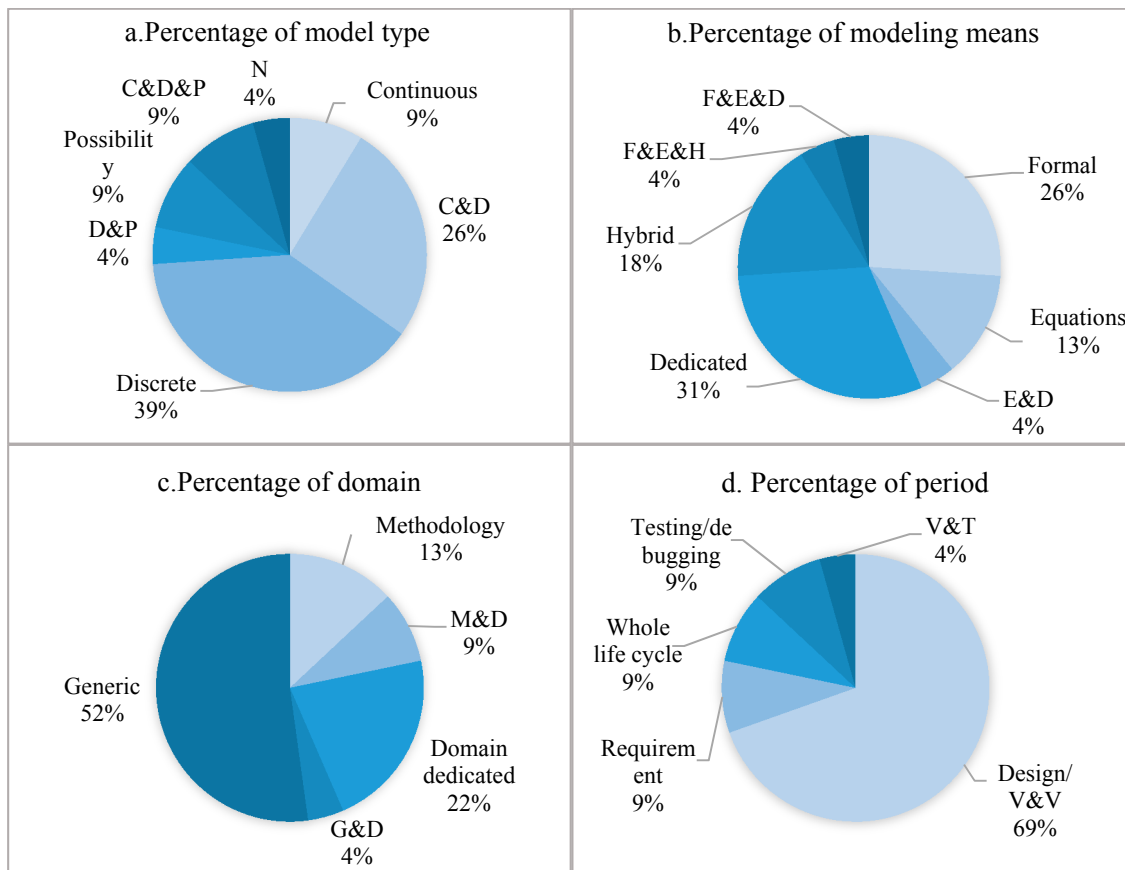 a.Percentage of model type
N
4%
Continuous
9%
C&D
26%
Discrete
39%
D&P
4%
Possibilit
y
9%
C&D&P
9%
b.Percentage of modeling means
F&E&D
4%
Formal
26%
Equations
13%
E&D
4%
Dedicated
31%
Hybrid
18%
F&E&H
4%
c.Percentage of domain
Methodology
13%
M&D
9%
Domain
dedicated
22%
G&D
4%
Generic
52%
d. Percentage of period
V&T
4%
Design/
V&V
69%
Requirem
ent
9%
Whole
life cycle
9%
Testing/de
bugging
9%